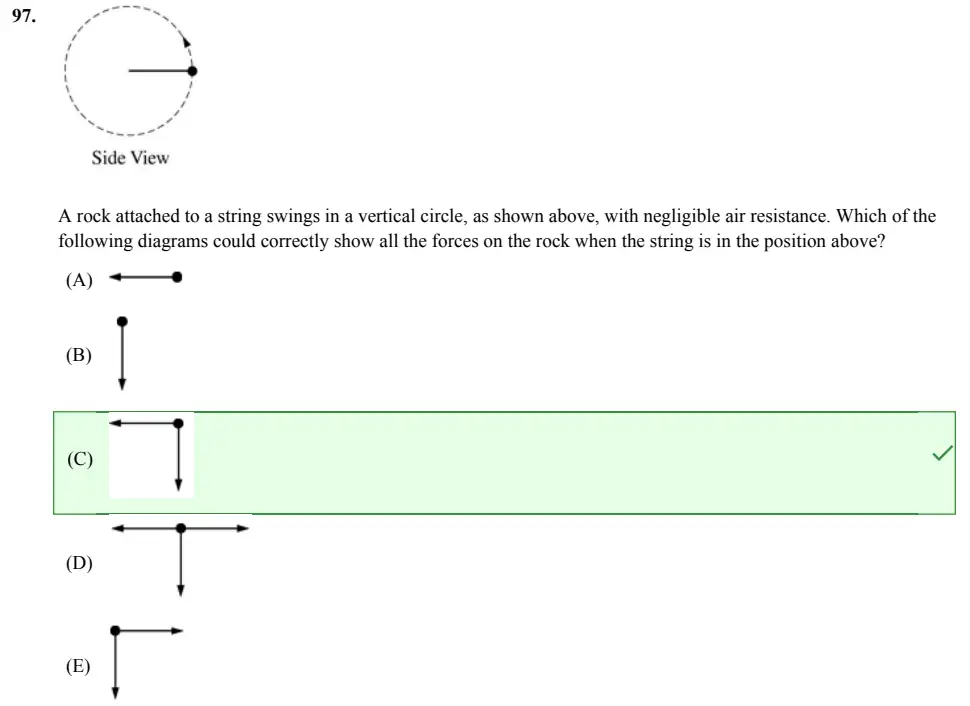 97.
Side View
A rock attached to a string swings in a vertical circle, as shown above, with negligible air resistance. Which of the
following diagrams could correctly show all the forces on the rock when the string is in the position above?
(A)
(B)
(C)
(D)
(E)